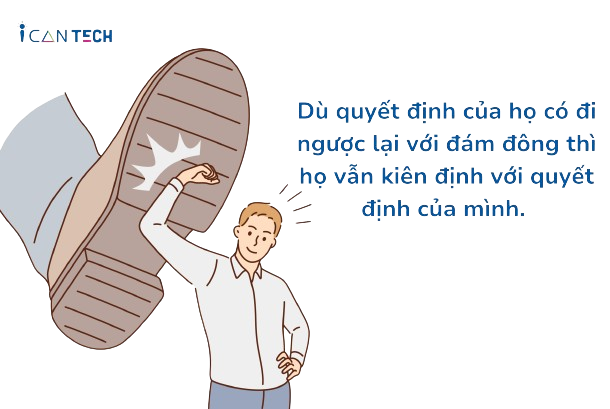 iCANTECH
Dù quyết định của họ có đi
ngược lại với đám đông thì
họ vẫn kiên định với quyết
định của mình.